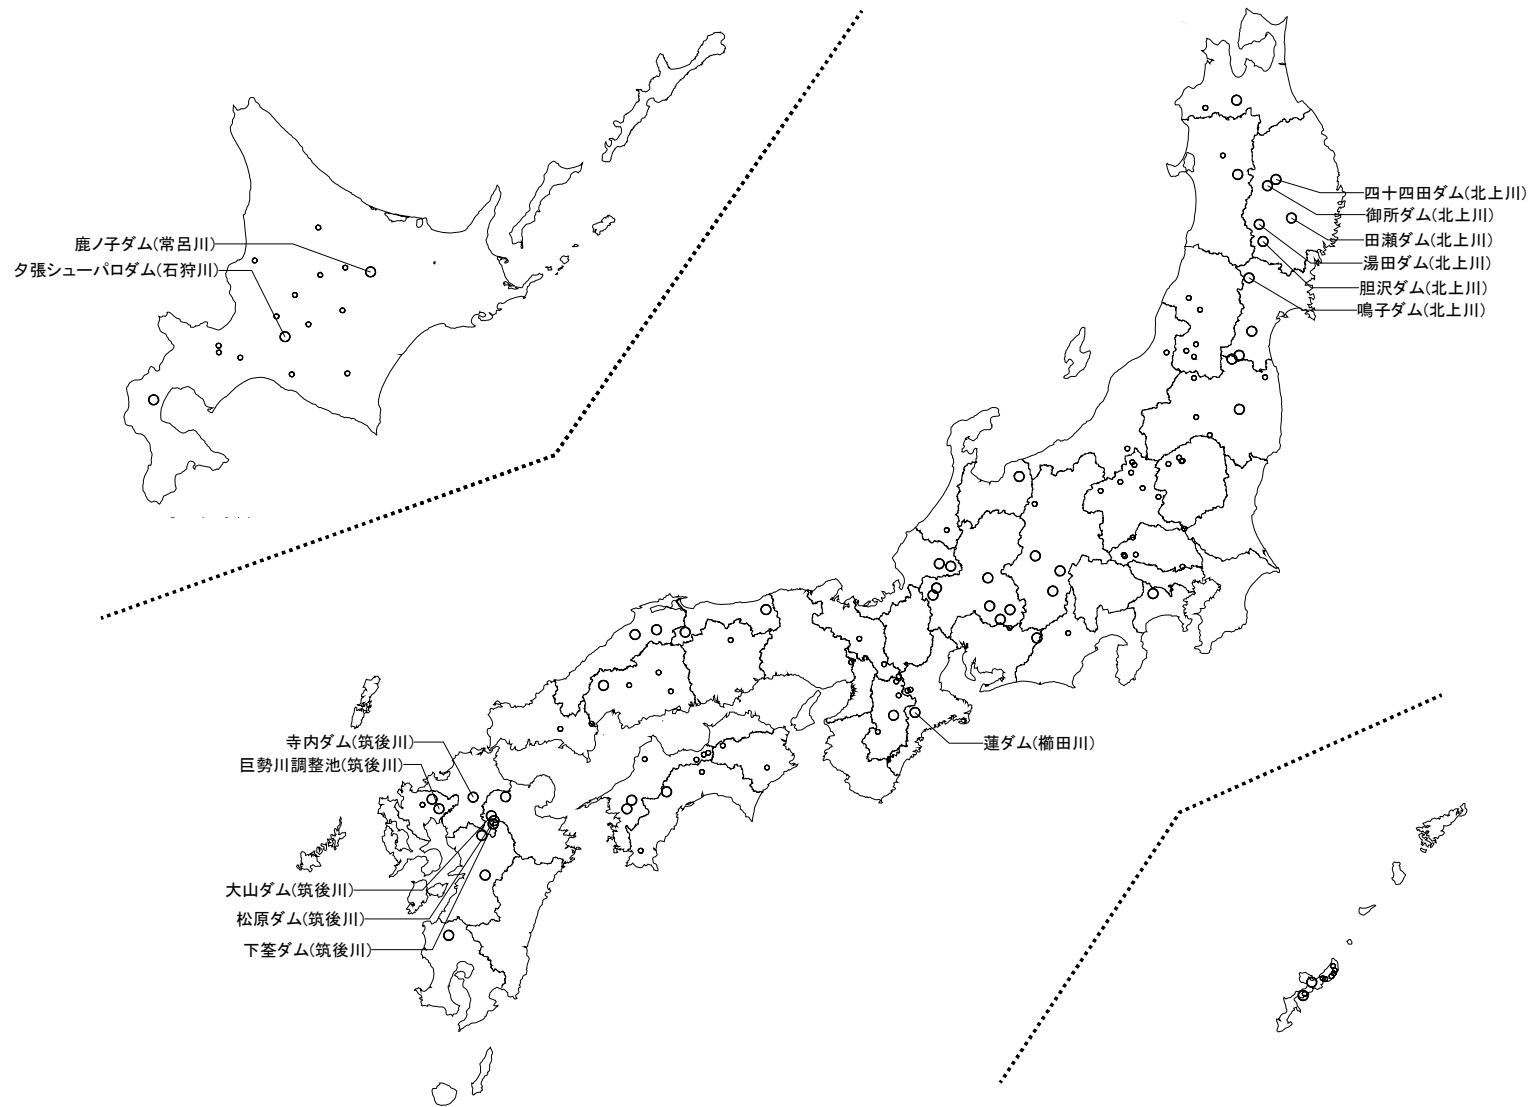 四十四田ダム(北上川)
御所ダム(北上川)
田瀬ダム(北上川)
湯田ダム(北上川)
胆沢ダム(北上川)
鳴子ダム(北上川)
鹿ノ子ダム(常呂川)
夕張シューパロダム(石狩川)
寺内ダム(筑後川)
巨勢川調整池(筑後川)
蓮ダム(櫛田川)
大山ダム(筑後川)
松原ダム(筑後川)
下筌ダム(筑後川)